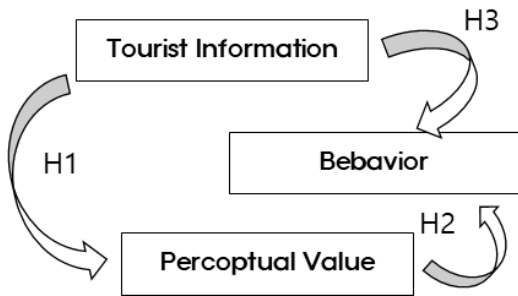 H3
Tourist Information
H1
Bebavior
H2
Percoptual Value